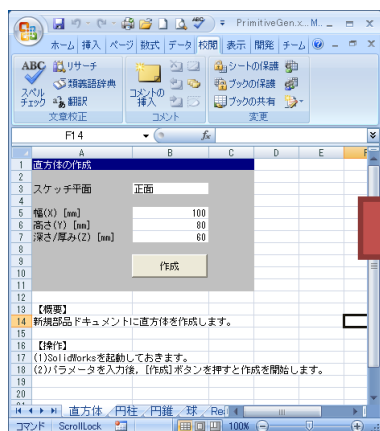 PrimitiveGen.x... M...
ホーム 挿入 ページ 数式 データ 校閲 表示 開発 チーム
ABC リサーチ シートの保護
スペルチェック 類義語辞典 コメントの挿入 ブックの保護
翻訳 ブックの共有
文章校正 コメント 変更
F14 fx
A B C D E F
1 直方体の作成
2
3 スケッチ平面 正面
4
5 幅(X) [mm] 100
6 高さ(Y) [mm] 80
7 深さ/厚み(Z) [mm] 60
8
9 作成
10
11
12
13 【概要】
14 新規部品ドキュメントに直方体を作成します。
15
16 【操作】
17 (1)SolidWorksを起動しておきます。
18 (2)パラメータを入力後、[作成]ボタンを押すと作成を開始します。
19
20
直方体 円柱 円錐 球 Re
コマンド ScrollLock 100%